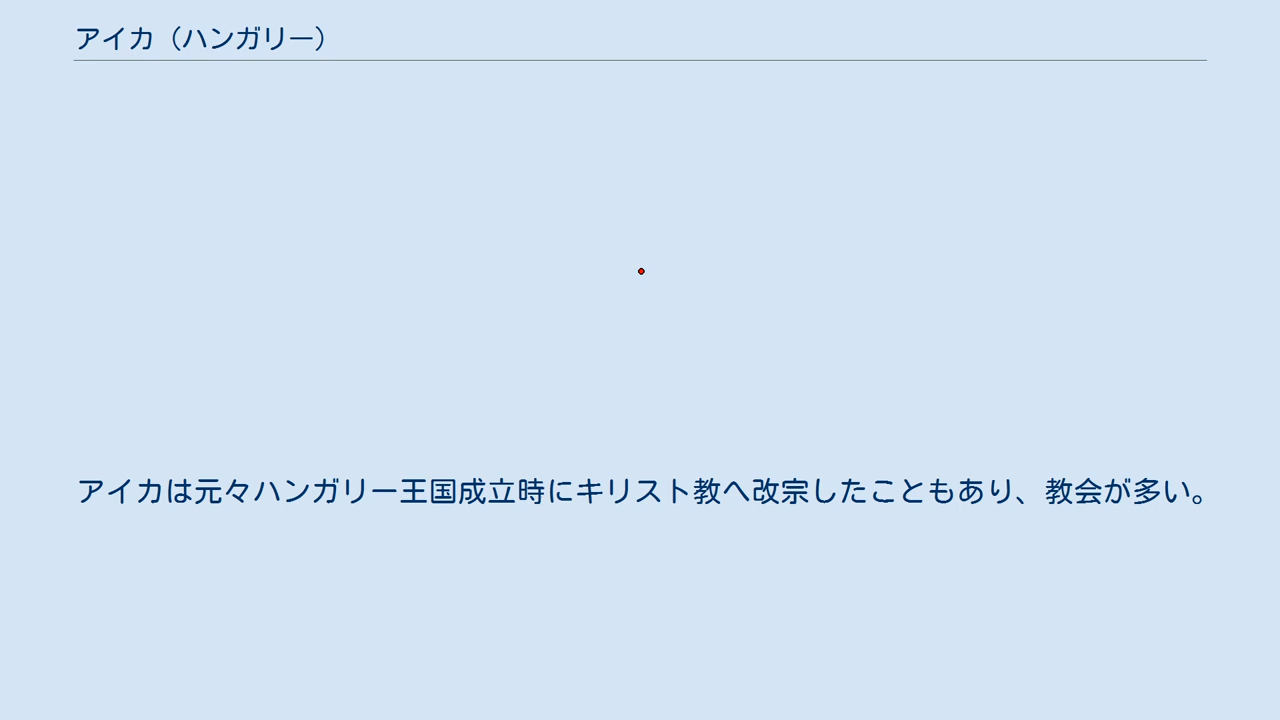 アイカ（ハンガリー）
アイカは元々ハンガリー王国成立時にキリスト教へ改宗したこともあり、教会が多い。